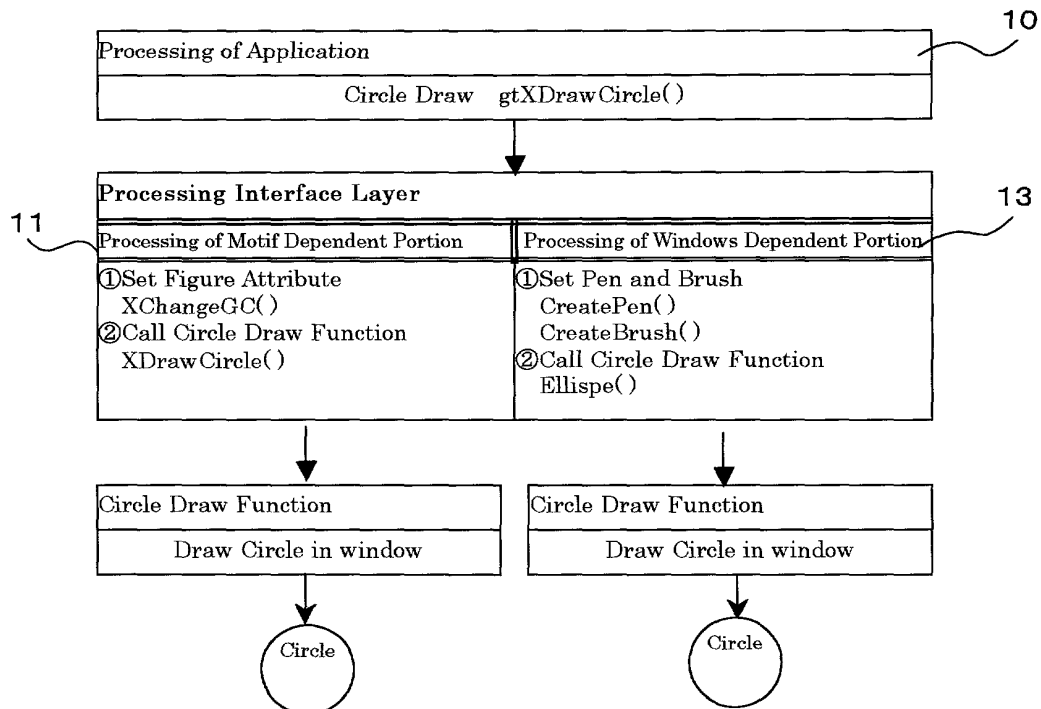 10
Processing of Application
Circle Draw gtXDrawCircle()
Processing Interface Layer
11
13
Processing of Motif Dependent Portion
①Set Figure Attribute
XChangeGC()
②Call Circle Draw Function
XDrawCircle()
Processing of Windows Dependent Portion
①Set Pen and Brush
CreatePen()
CreateBrush()
②Call Circle Draw Function
Ellispe()
Circle Draw Function
Draw Circle in window
Circle
Circle Draw Function
Draw Circle in window
Circle